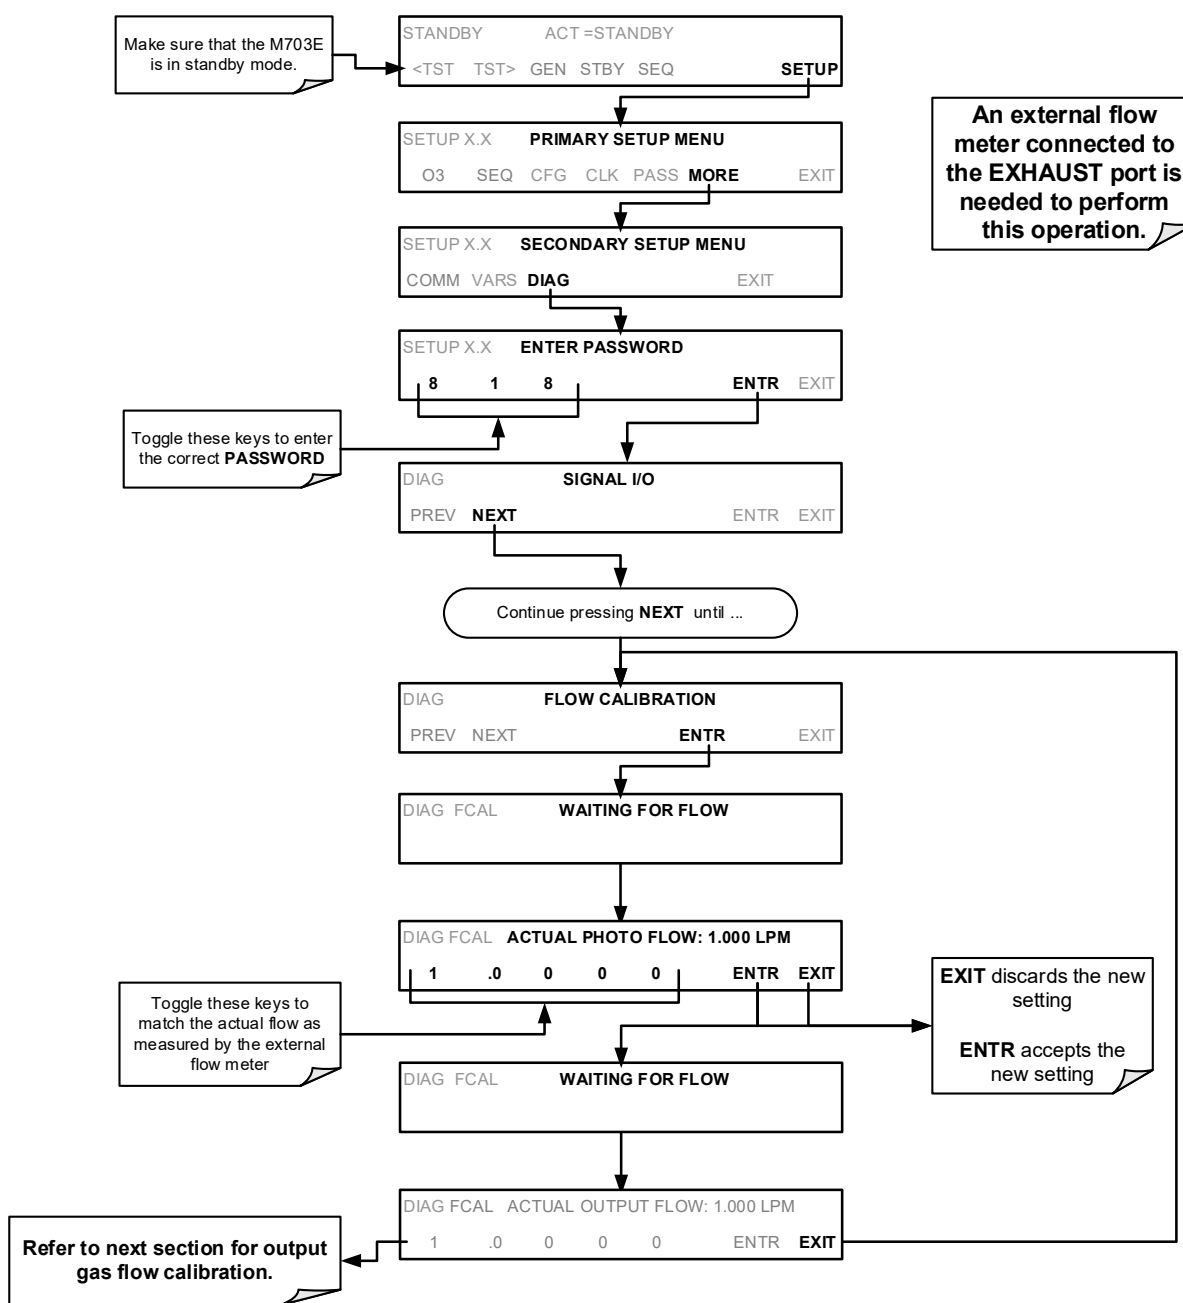 Make sure that the M703E
is in standby mode.
STANDBY ACT =STANDBY
<TST TST> GEN STBY SEQ SETUP
An external flow
meter connected to
the EXHAUST port is
needed to perform
this operation.
SETUP X.X PRIMARY SETUP MENU
O3 SEQ CFG CLK PASS MORE EXIT
SETUP X.X SECONDARY SETUP MENU
COMM VARS DIAG EXIT
SETUP X.X ENTER PASSWORD
8 1 8 ENTR EXIT
Toggle these keys to enter
the correct PASSWORD
DIAG SIGNAL I/O
PREV NEXT ENTR EXIT
Continue pressing NEXT until ...
DIAG FLOW CALIBRATION
PREV NEXT ENTR EXIT
DIAG FCAL WAITING FOR FLOW
DIAG FCAL ACTUAL PHOTO FLOW: 1.000 LPM
1 .0 0 0 0 ENTR EXIT
Toggle these keys to
match the actual flow as
measured by the external
flow meter
EXIT discards the new
setting
ENTR accepts the
new setting
DIAG FCAL WAITING FOR FLOW
DIAG FCAL ACTUAL OUTPUT FLOW: 1.000 LPM
1 .0 0 0 0 ENTR EXIT
Refer to next section for output
gas flow calibration.